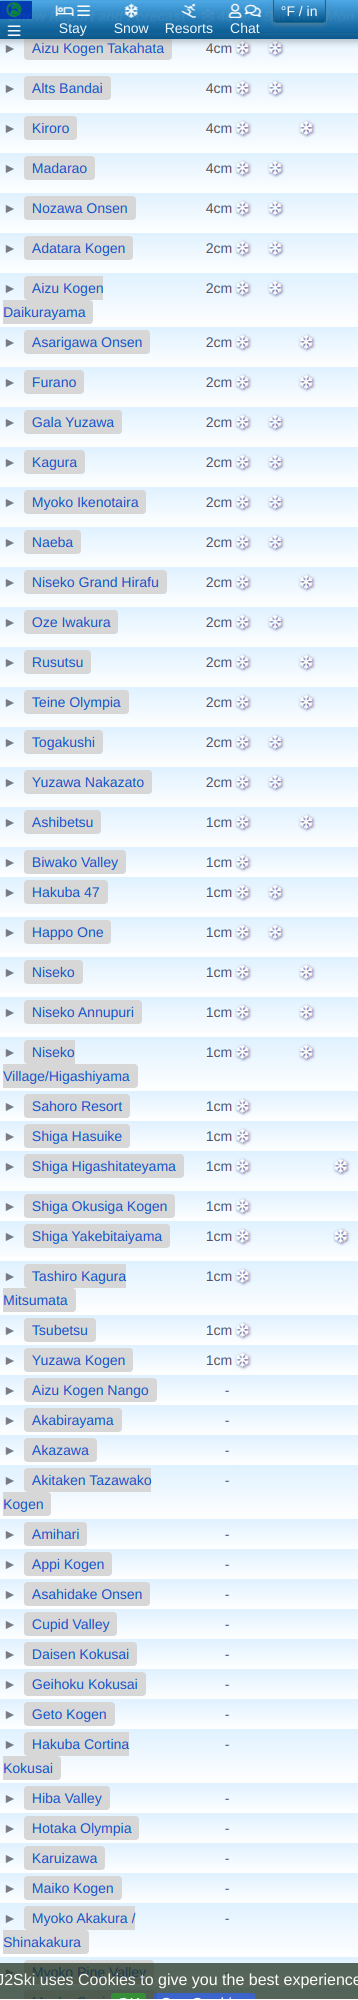 Stay
Snow
Resorts
Chat
°F / in
Aizu Kogen Takahata 4cm
Alts Bandai 4cm
Kiroro 4cm
Madarao 4cm
Nozawa Onsen 4cm
Adatara Kogen 2cm
Aizu Kogen 2cm
Daikurayama
Asarigawa Onsen 2cm
Furano 2cm
Gala Yuzawa 2cm
Kagura 2cm
Myoko Ikenotaira 2cm
Naeba 2cm
Niseko Grand Hirafu 2cm
Oze Iwakura 2cm
Rusutsu 2cm
Teine Olympia 2cm
Togakushi 2cm
Yuzawa Nakazato 2cm
Ashibetsu 1cm
Biwako Valley 1cm
Hakuba 47 1cm
Happo One 1cm
Niseko 1cm
Niseko Annupuri 1cm
Niseko 1cm
Village/Higashiyama
Sahoro Resort 1cm
Shiga Hasuike 1cm
Shiga Higashitateyama 1cm
Shiga Okusiga Kogen 1cm
Shiga Yakebitaiyama 1cm
Tashiro Kagura 1cm
Mitsumata
Tsubetsu 1cm
Yuzawa Kogen 1cm
Aizu Kogen Nango -
Akabirayama -
Akazawa -
Akitaken Tazawako -
Kogen
Amihari -
Appi Kogen -
Asahidake Onsen -
Cupid Valley -
Daisen Kokusai -
Geihoku Kokusai -
Geto Kogen -
Hakuba Cortina -
Kokusai
Hiba Valley -
Hotaka Olympia -
Karuizawa -
Maiko Kogen -
Myoko Akakura / -
Shinakakura
Myoko Pine Valley
J2Ski uses Cookies to give you the best experience